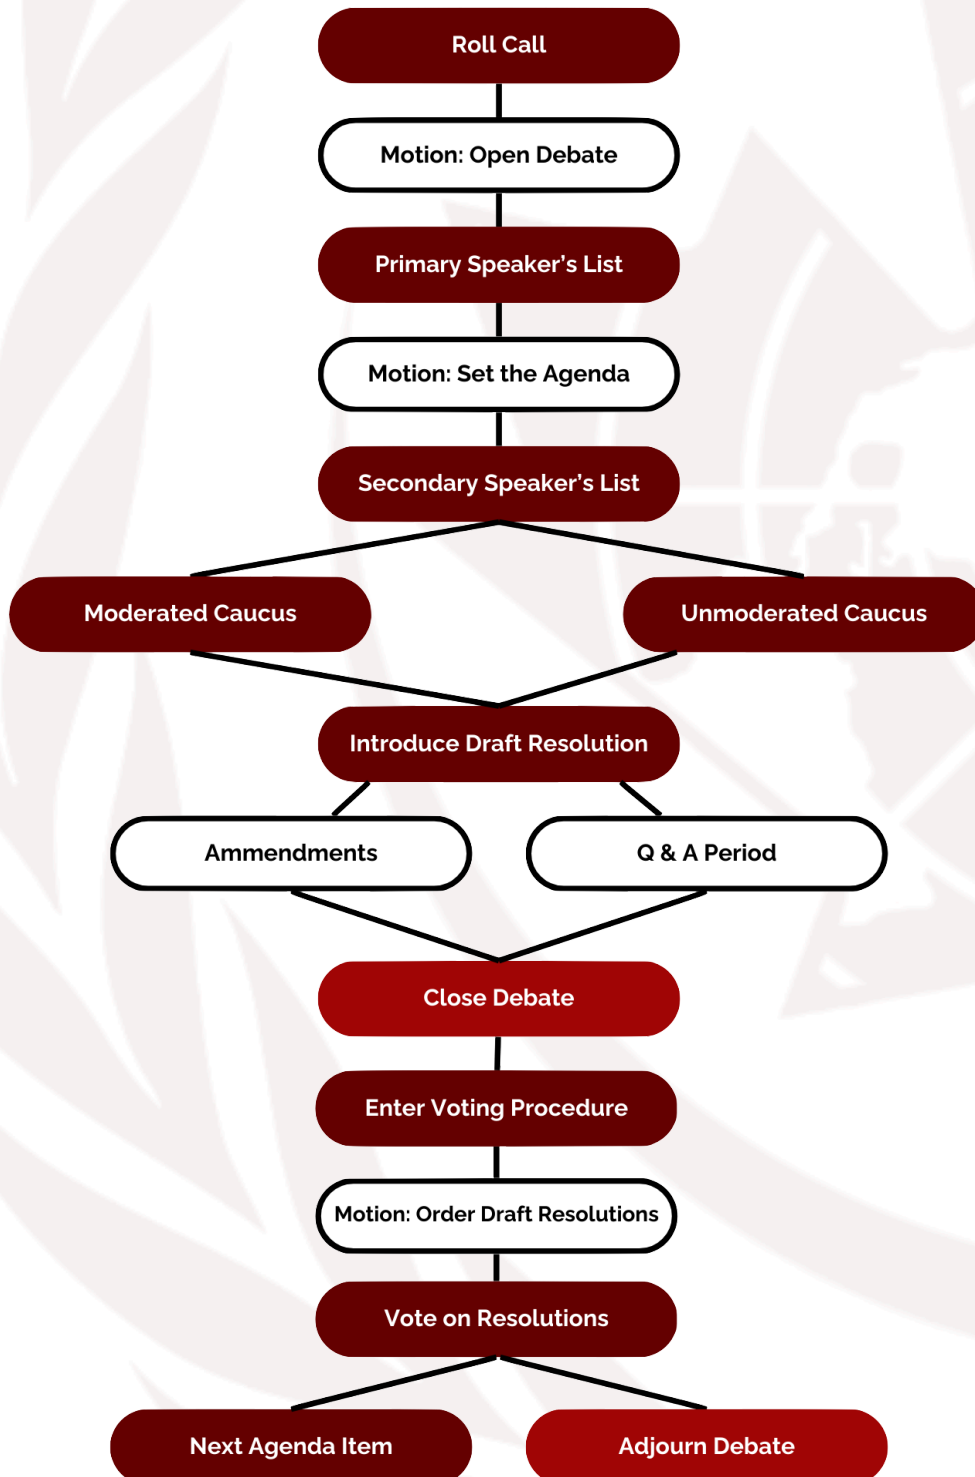 Roll Call
Motion: Open Debate
Primary Speaker's List
Motion: Set the Agenda
Secondary Speaker's List
Moderated Caucus
Unmoderated Caucus
Introduce Draft Resolution
Ammendments
Q & A Period
Close Debate
Enter Voting Procedure
Motion: Order Draft Resolutions
Vote on Resolutions
Next Agenda Item
Adjourn Debate